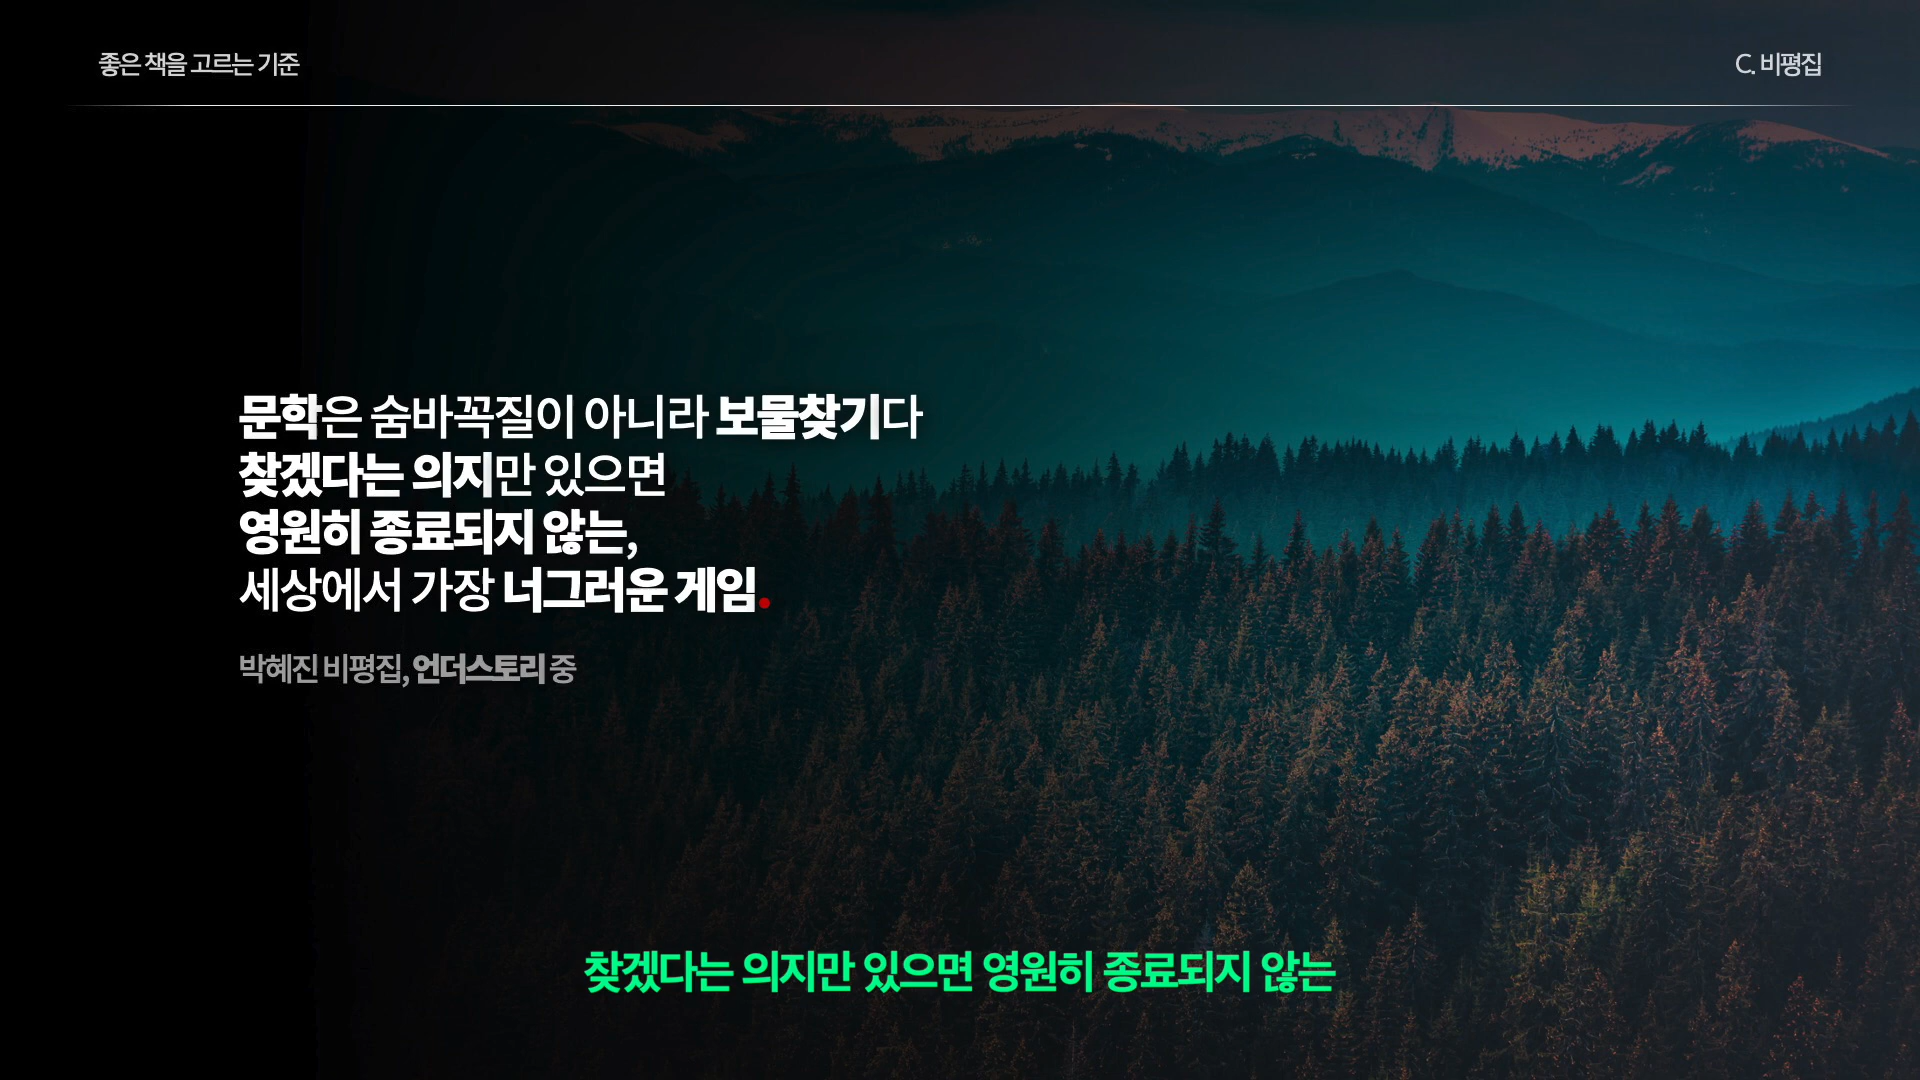 좋은 책을 고르는 기준
C. 비평집
문학은 숨바꼭질이 아니라 보물찾기다
찾겠다는 의지만 있으면
영원히 종료되지 않는,
세상에서 가장 너그러운 게임.
박혜진 비평집, 언더스토리 중
찾겠다는 의지만 있으면 영원히 종료되지 않는